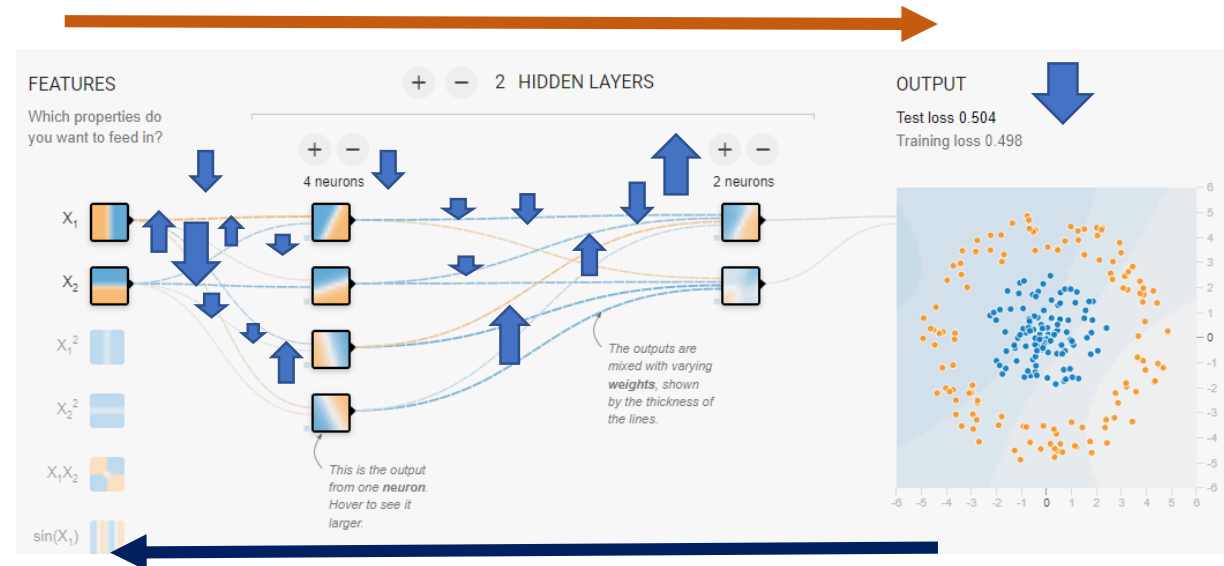 FEATURES
Which properties do
you want to feed in?
+ − 2 HIDDEN LAYERS
+ −
4 neurons
+ −
2 neurons
OUTPUT
Test loss 0.504
Training loss 0.498
X₁
X₂
X₁²
X₂²
X₁X₂
sin(X₁)
This is the output
from one neuron.
Hover to see it
larger.
The outputs are
mixed with varying
weights, shown
by the thickness of
the lines.
6
5
4
3
2
1
0
-1
-2
-3
-4
-5
-6
-6 -5 -4 -3 -2 -1 0 1 2 3 4 5 6